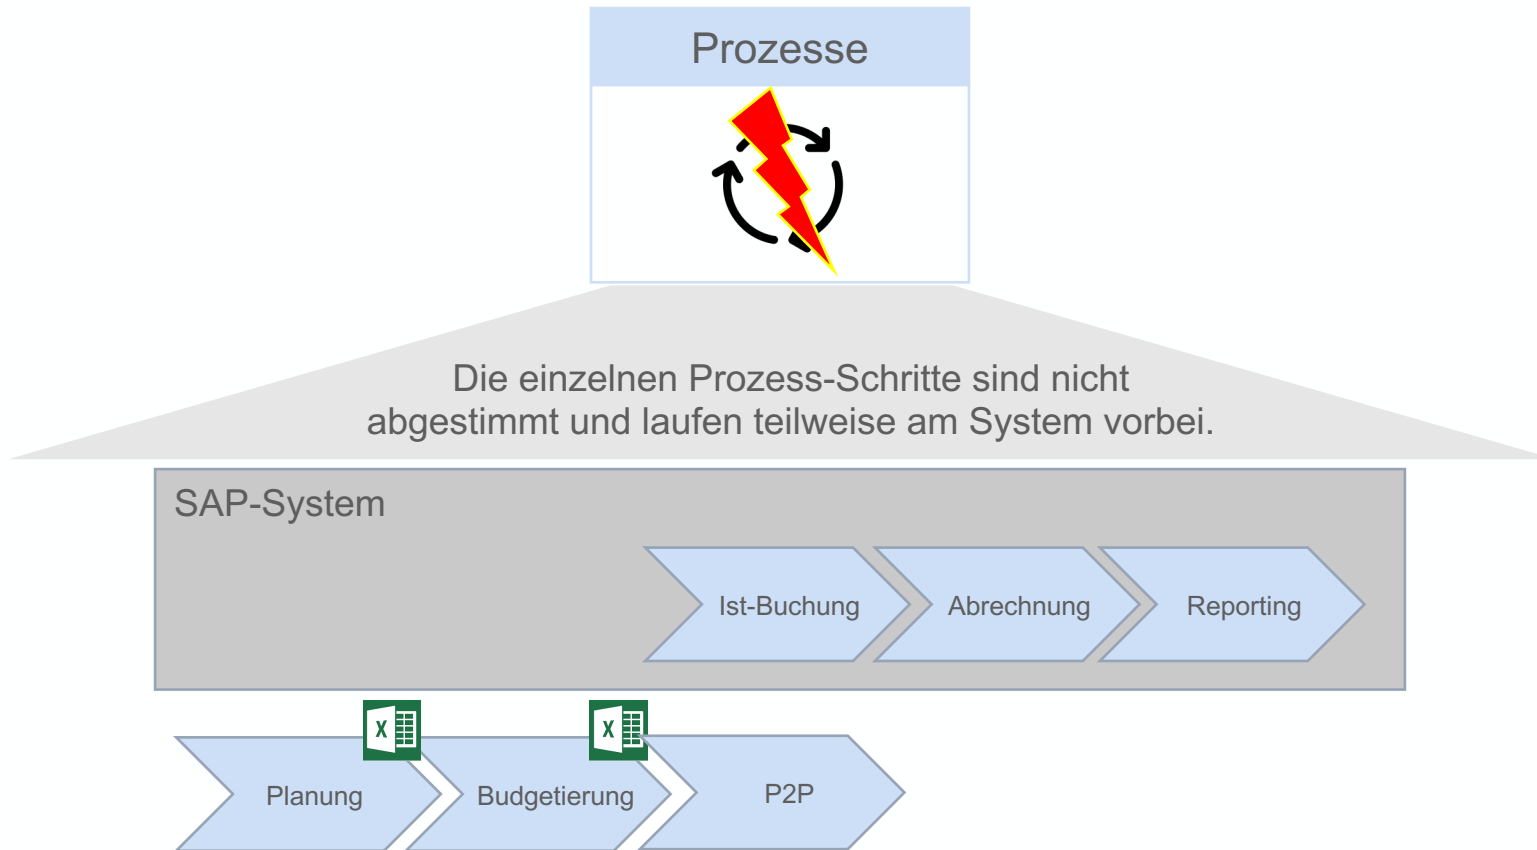 Prozesse
Die einzelnen Prozess-Schritte sind nicht
abgestimmt und laufen teilweise am System vorbei.
SAP-System
Ist-Buchung
Abrechnung
Reporting
X
X
Planung
Budgetierung
P2P